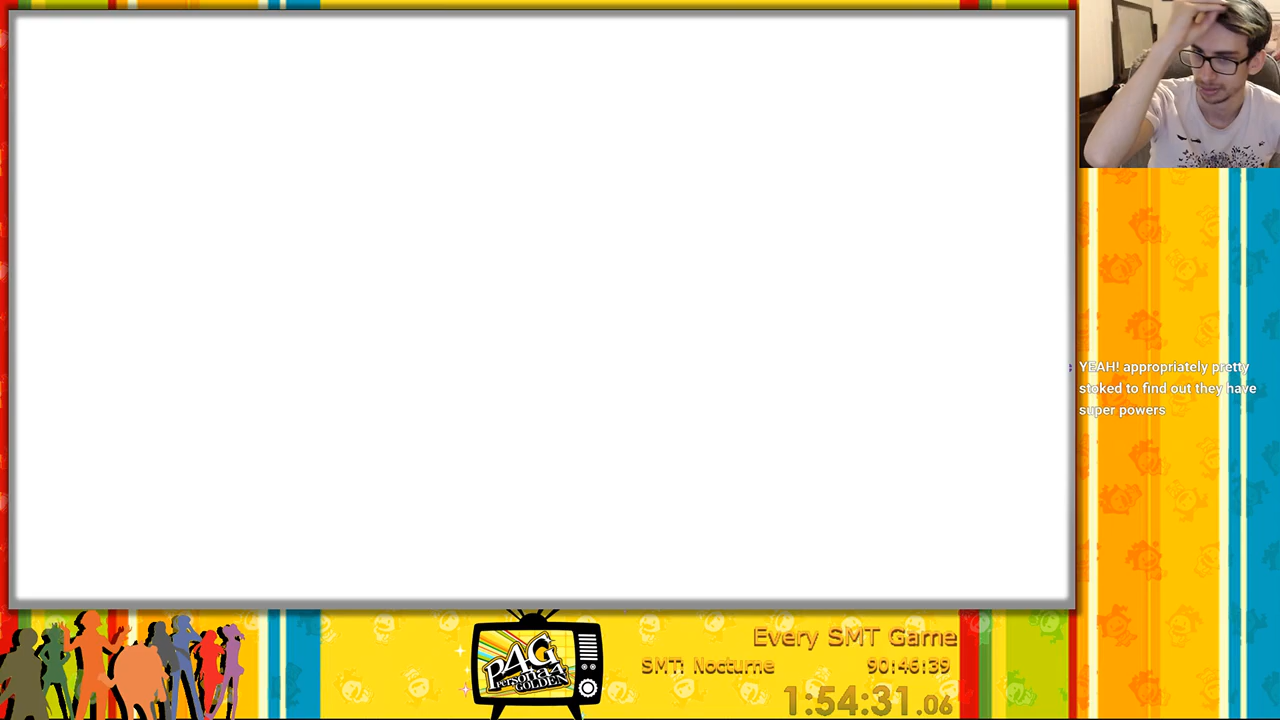 YEAH! appropriately pretty
stoked to find out they have
super powers
P4G
PERSONA4
GOLDEN
Every SMT Game
SMT: Nocturne 90:46:39
1:54:31.06